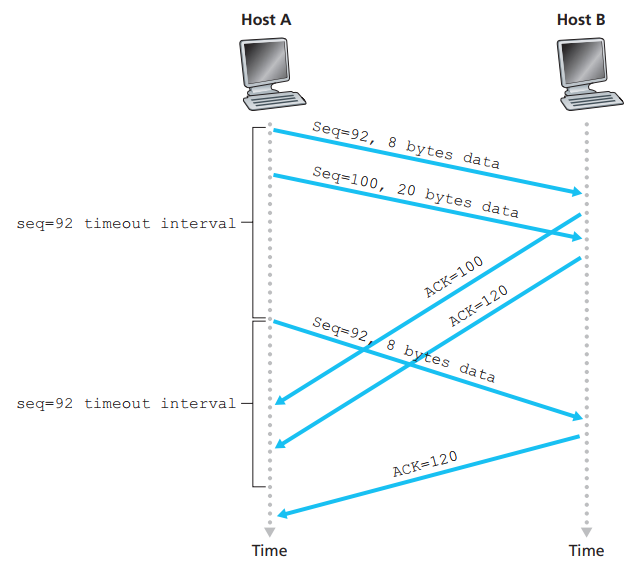 Host A
Host B
Seq=92, 8 bytes data
Seq=100, 20 bytes data
seq=92 timeout interval
ACK=100
ACK=120
Seq=92, 8 bytes data
seq=92 timeout interval
ACK=120
Time
Time